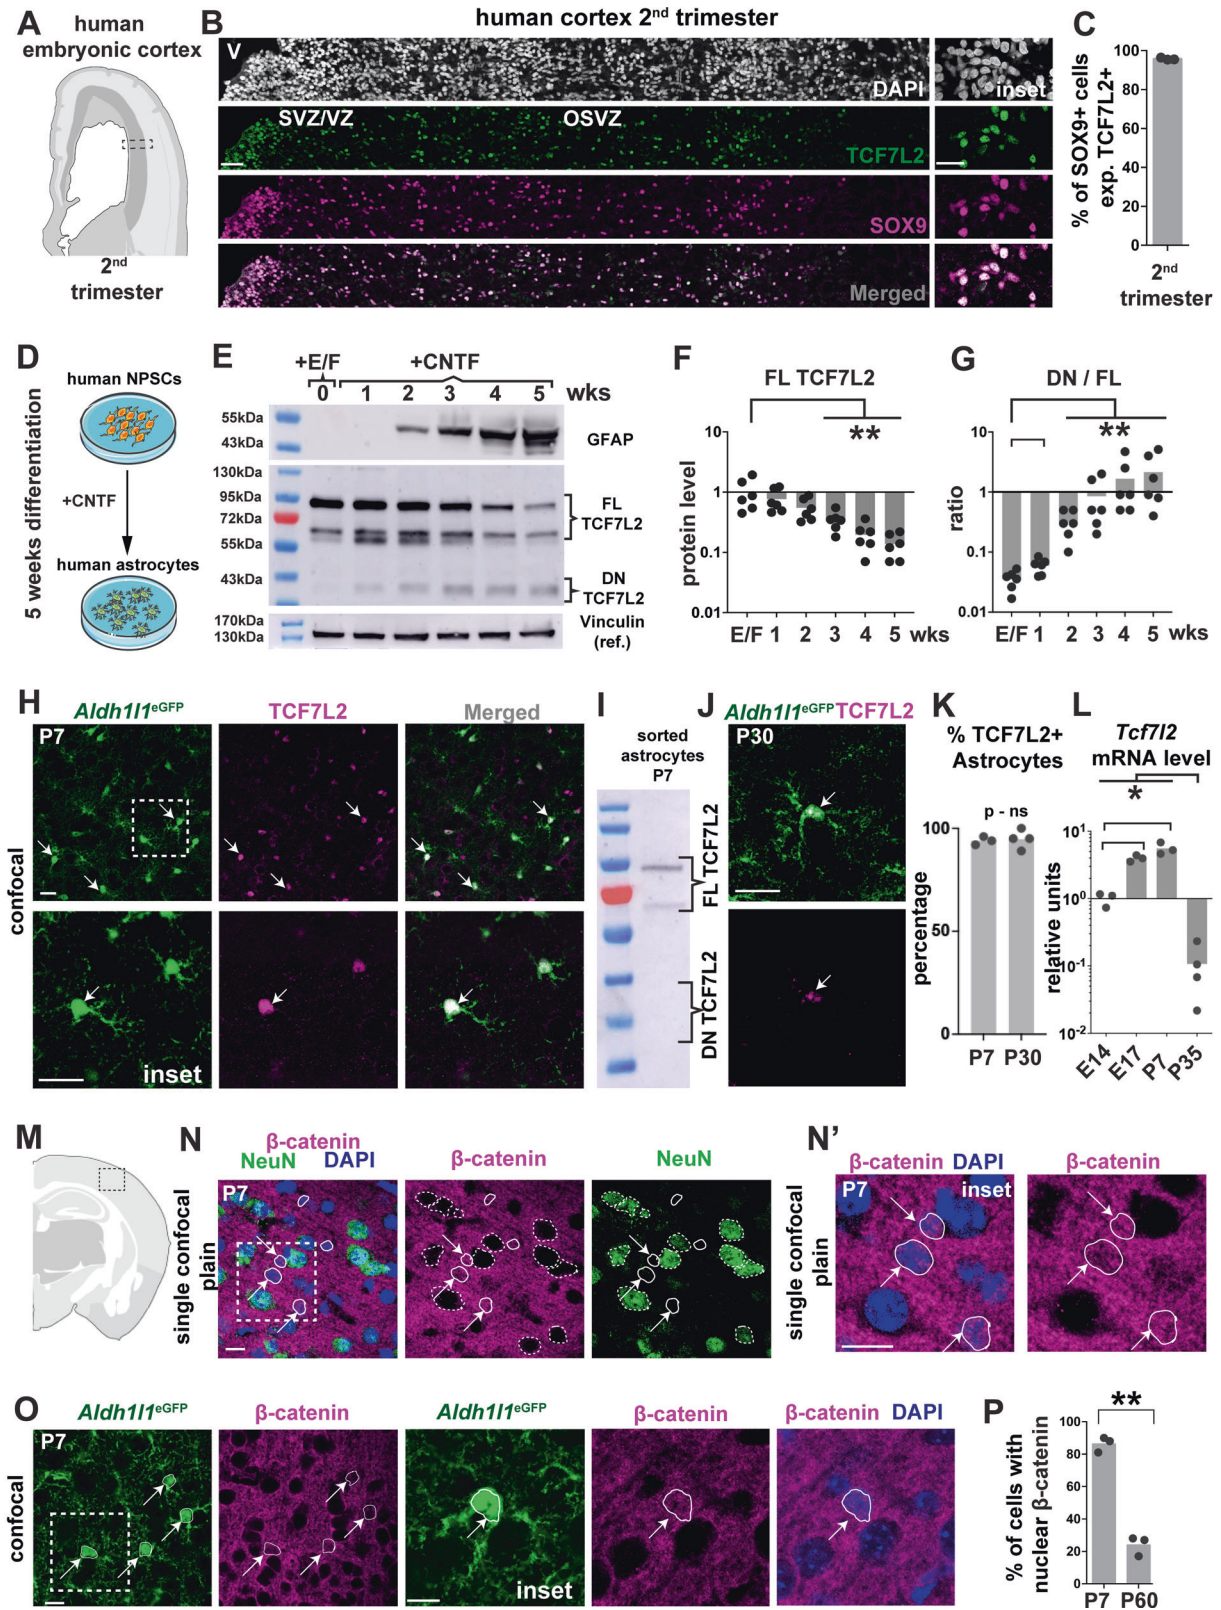 A human
embryonic cortex
2nd
trimester
B human cortex 2nd trimester
V
DAPI
inset
SVZ/VZ
OSVZ
TCF7L2
SOX9
Merged
C
% of SOX9+ cells
exp. TCF7L2+
100
80
60
40
20
0
2nd
trimester
D
5 weeks differentiation
human NPSCs
+CNTF
human astrocytes
E +E/F +CNTF
0 1 2 3 4 5 wks
55kDa
43kDa
GFAP
130kDa
95kDa
72kDa
55kDa
43kDa
FL
TCF7L2
DN
TCF7L2
170kDa
130kDa
Vinculin
(ref.)
F FL TCF7L2
**
protein level
10
1
0.1
0.01
E/F 1 2 3 4 5 wks
G DN / FL
**
ratio
10
1
0.1
0.01
E/F 1 2 3 4 5 wks
H Aldh1l1eGFP TCF7L2 Merged
P7
confocal
inset
I
sorted
astrocytes
P7
FL TCF7L2
DN TCF7L2
J Aldh1l1eGFP TCF7L2
P30
K % TCF7L2+
Astrocytes
p - ns
percentage
100
50
0
P7 P30
L Tcf7l2
mRNA level
*
relative units
10¹
10⁰
10⁻¹
10⁻²
E14 E17 P7 P35
M
N β-catenin
NeuN DAPI
β-catenin
NeuN
P7
single confocal
plain
N'
β-catenin DAPI
β-catenin
P7
inset
single confocal
plain
O Aldh1l1eGFP β-catenin Aldh1l1eGFP β-catenin β-catenin DAPI
P7
confocal
inset
P
**
% of cells with
nuclear β-catenin
100
80
60
40
20
0
P7 P60